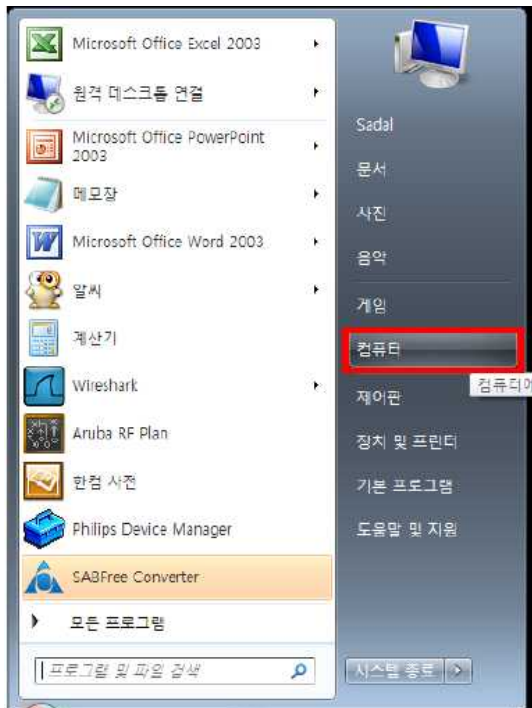 Microsoft Office Excel 2003
원격 데스크톱 연결
Microsoft Office PowerPoint
2003
메모장
Microsoft Office Word 2003
알씨
계산기
Wireshark
Aruba RF Plan
한컴 사전
Philips Device Manager
SABFree Converter
모든 프로그램
프로그램 및 파일 검색
Sadal
문서
사진
음악
게임
컴퓨터
컴퓨터에
제어판
장치 및 프린터
기본 프로그램
도움말 및 지원
시스템 종료